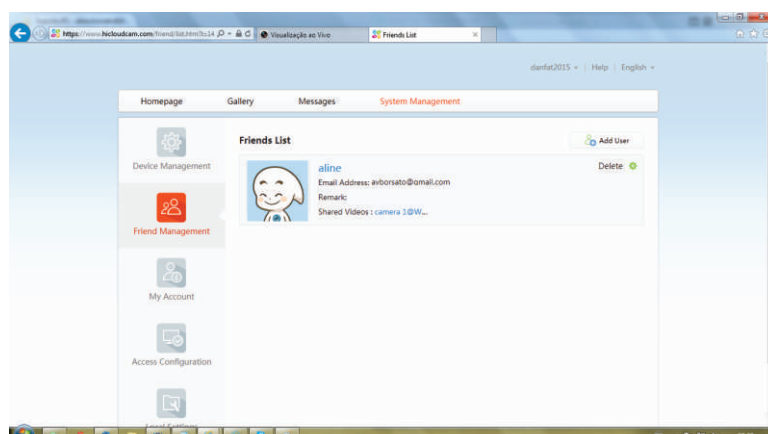 https://www.hicloudcam.com/friend/list.html?t=14
Visualização ao Vivo
Friends List
danfat2015
Help
English
Homepage
Gallery
Messages
System Management
Device Management
Friend Management
My Account
Access Configuration
Local Settings
Friends List
Add User
aline
Delete
Email Address: avborsato@gmail.com
Remark:
Shared Videos : camera 1@W...